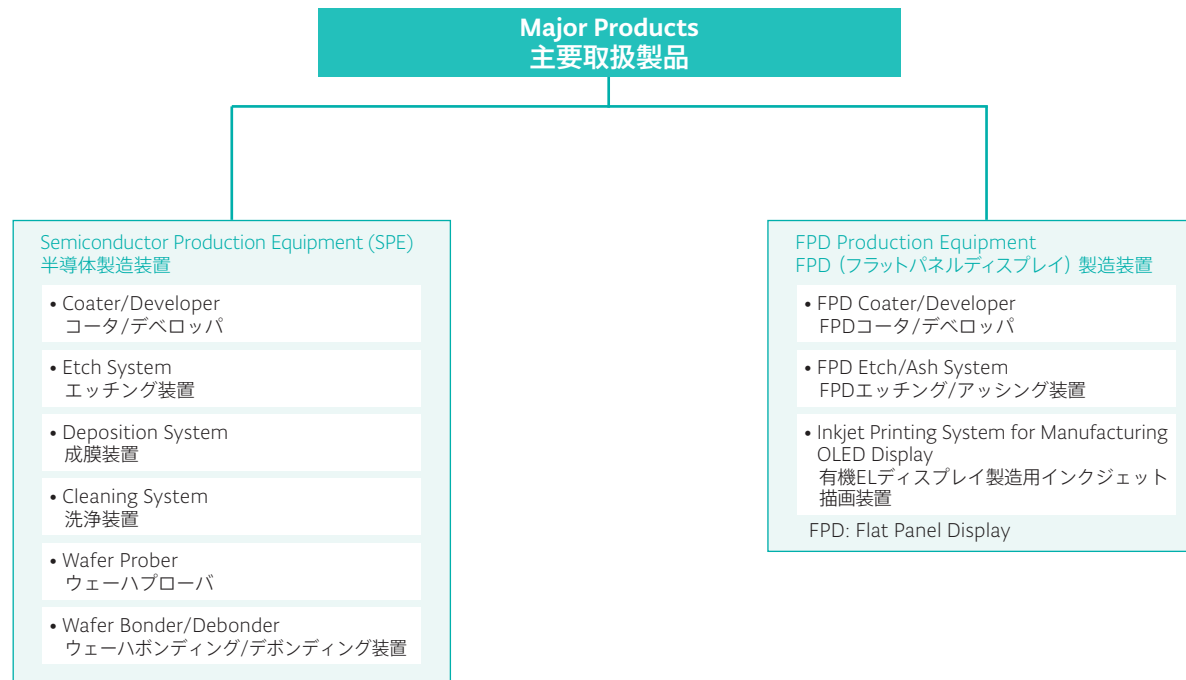 Major Products
主要取扱製品
Semiconductor Production Equipment (SPE)
半導体製造装置
• Coater/Developer
コータ/デベロッパ
• Etch System
エッチング装置
• Deposition System
成膜装置
• Cleaning System
洗浄装置
• Wafer Prober
ウェーハプローバ
• Wafer Bonder/Debonder
ウェーハボンディング/デボンディング装置
FPD Production Equipment
FPD（フラットパネルディスプレイ）製造装置
• FPD Coater/Developer
FPDコータ/デベロッパ
• FPD Etch/Ash System
FPDエッチング/アッシング装置
• Inkjet Printing System for Manufacturing
OLED Display
有機ELディスプレイ製造用インクジェット
描画装置
FPD: Flat Panel Display